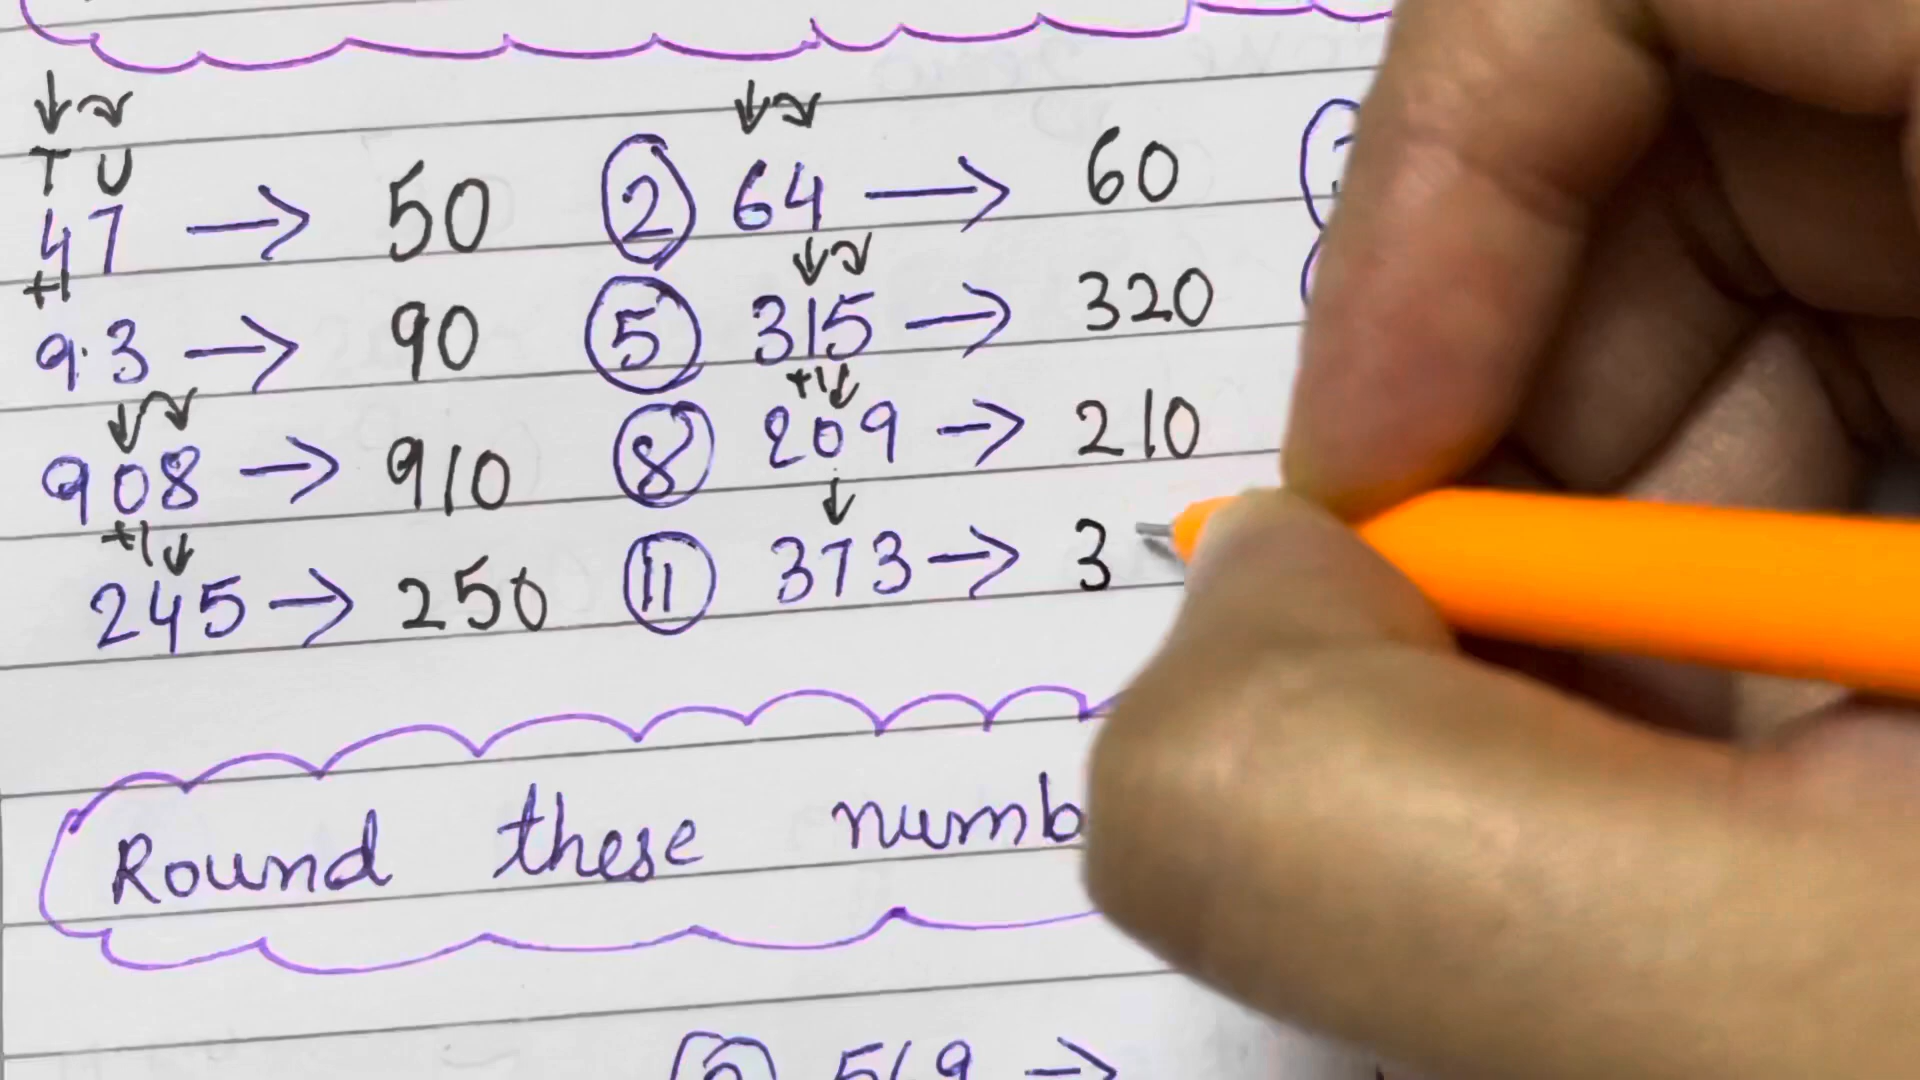 T U
47 → 50 ② 64 → 60
+1
93 → 90 ⑤ 315 → 320
+1
908 → 910 ⑧ 209 → 210
+1
245 → 250 ⑪ 373 → 3
Round these numb
519 →